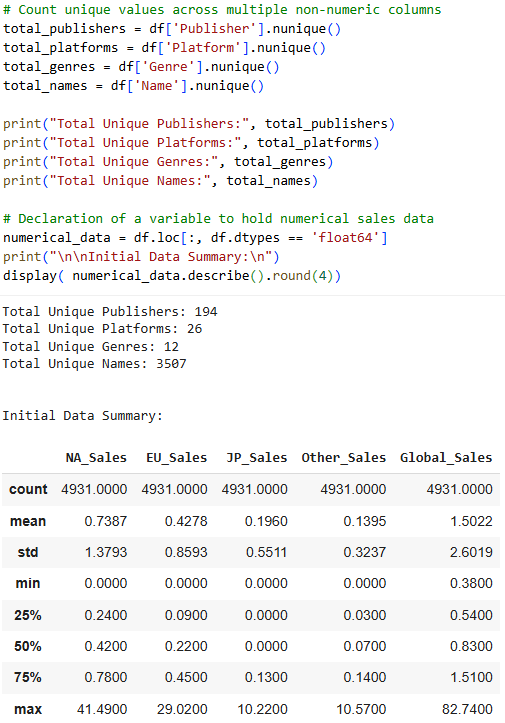 # Count unique values across multiple non-numeric columns
total_publishers = df['Publisher'].nunique()
total_platforms = df['Platform'].nunique()
total_genres = df['Genre'].nunique()
total_names = df['Name'].nunique()
print("Total Unique Publishers:", total_publishers)
print("Total Unique Platforms:", total_platforms)
print("Total Unique Genres:", total_genres)
print("Total Unique Names:", total_names)
# Declaration of a variable to hold numerical sales data
numerical_data = df.loc[:, df.dtypes == 'float64']
print("\n\nInitial Data Summary:\n")
display( numerical_data.describe().round(4))
Total Unique Publishers: 194
Total Unique Platforms: 26
Total Unique Genres: 12
Total Unique Names: 3507
Initial Data Summary:
NA_Sales EU_Sales JP_Sales Other_Sales Global_Sales
count 4931.0000 4931.0000 4931.0000 4931.0000 4931.0000
mean 0.7387 0.4278 0.1960 0.1395 1.5022
std 1.3793 0.8593 0.5511 0.3237 2.6019
min 0.0000 0.0000 0.0000 0.0000 0.3800
25% 0.2400 0.0900 0.0000 0.0300 0.5400
50% 0.4200 0.2200 0.0000 0.0700 0.8300
75% 0.7800 0.4500 0.1300 0.1400 1.5100
max 41.4900 29.0200 10.2200 10.5700 82.7400